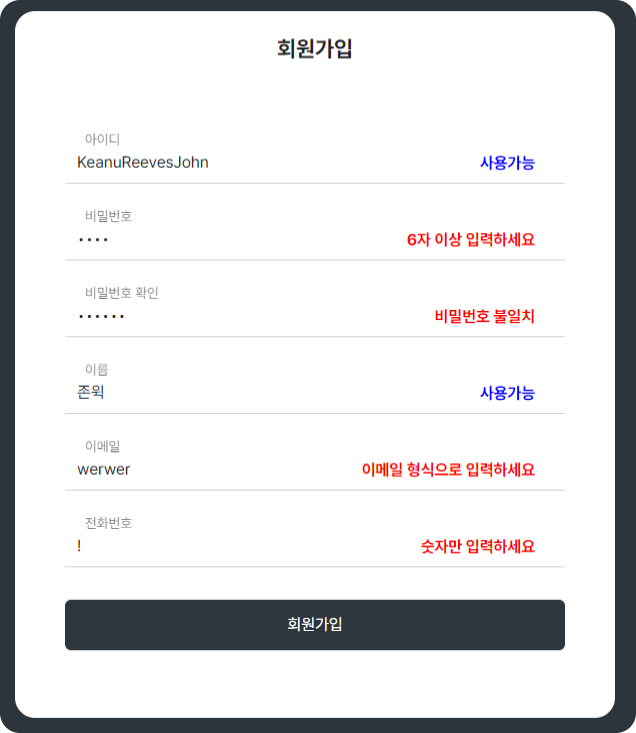 회원가입
아이디
KeanuReevesJohn 사용가능
비밀번호
•••• 6자 이상 입력하세요
비밀번호 확인
•••••• 비밀번호 불일치
이름
존윅 사용가능
이메일
werwer 이메일 형식으로 입력하세요
전화번호
! 숫자만 입력하세요
회원가입